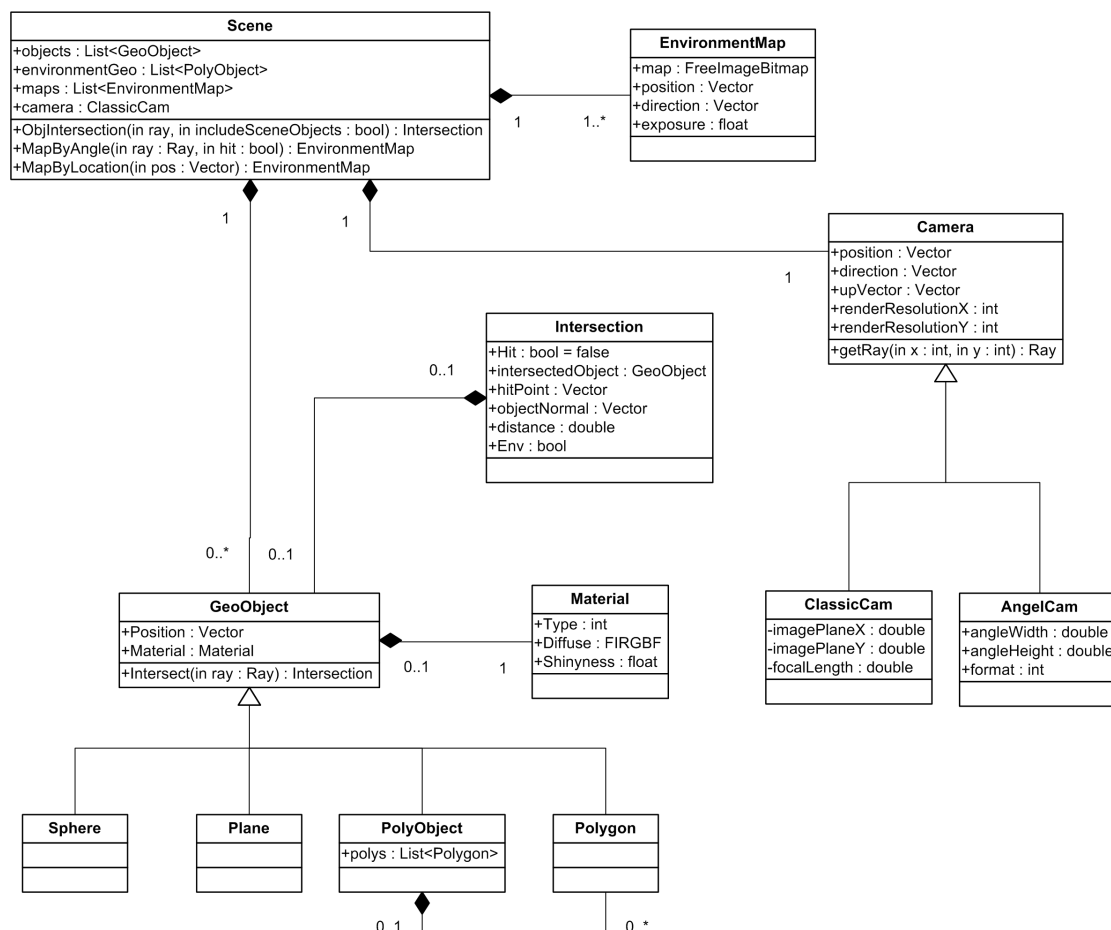 Scene
+objects : List<GeoObject>
+environmentGeo : List<PolyObject>
+maps : List<EnvironmentMap>
+camera : ClassicCam
+ObjIntersection(in ray, in includeSceneObjects : bool) : Intersection
+MapByAngle(in ray : Ray, in hit : bool) : EnvironmentMap
+MapByLocation(in pos : Vector) : EnvironmentMap
EnvironmentMap
+map : FreeImageBitmap
+position : Vector
+direction : Vector
+exposure : float
1
1..*
1
1
1
Camera
+position : Vector
+direction : Vector
+upVector : Vector
+renderResolutionX : int
+renderResolutionY : int
+getRay(in x : int, in y : int) : Ray
Intersection
+Hit : bool = false
+intersectedObject : GeoObject
+hitPoint : Vector
+objectNormal : Vector
+distance : double
+Env : bool
0..1
0..*
0..1
GeoObject
+Position : Vector
+Material : Material
+Intersect(in ray : Ray) : Intersection
0..1
1
Material
+Type : int
+Diffuse : FIRGBF
+Shinyness : float
ClassicCam
-imagePlaneX : double
-imagePlaneY : double
-focalLength : double
AngelCam
+angleWidth : double
+angleHeight : double
+format : int
Sphere
Plane
PolyObject
+polys : List<Polygon>
Polygon
0..1
0..*